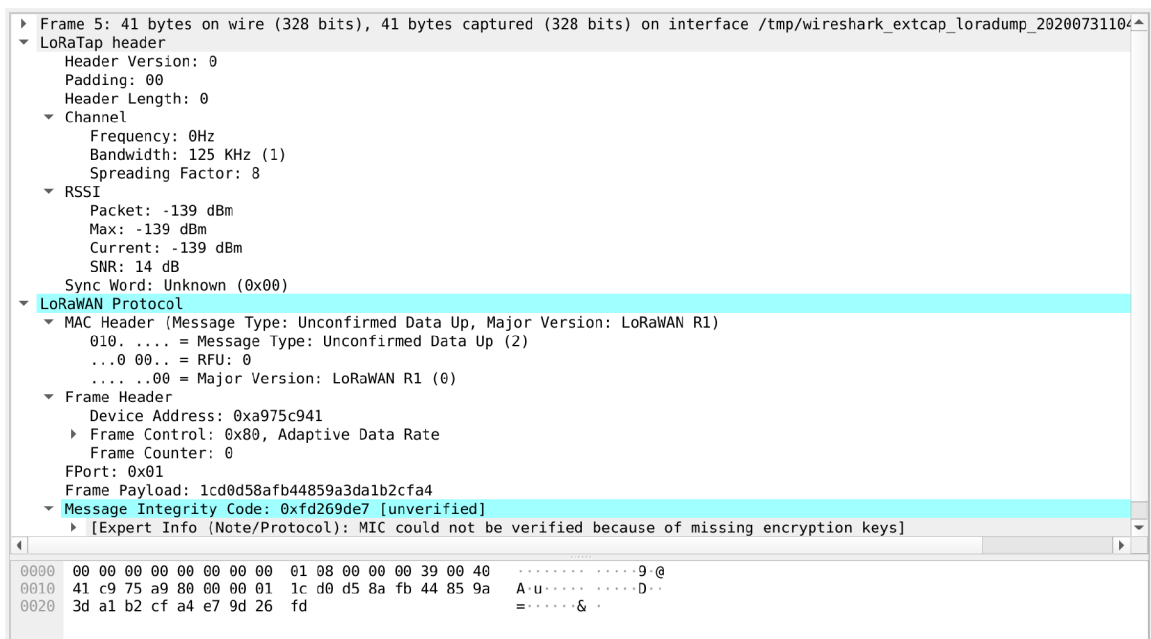 Frame 5: 41 bytes on wire (328 bits), 41 bytes captured (328 bits) on interface /tmp/wireshark_extcap_loradump_20200731104
LoRaTap header
Header Version: 0
Padding: 00
Header Length: 0
Channel
Frequency: 0Hz
Bandwidth: 125 KHz (1)
Spreading Factor: 8
RSSI
Packet: -139 dBm
Max: -139 dBm
Current: -139 dBm
SNR: 14 dB
Sync Word: Unknown (0x00)
LoRaWAN Protocol
MAC Header (Message Type: Unconfirmed Data Up, Major Version: LoRaWAN R1)
010. .... = Message Type: Unconfirmed Data Up (2)
...0 00.. = RFU: 0
.... ..00 = Major Version: LoRaWAN R1 (0)
Frame Header
Device Address: 0xa975c941
Frame Control: 0x80, Adaptive Data Rate
Frame Counter: 0
FPort: 0x01
Frame Payload: 1cd0d58afb44859a3da1b2cfa4
Message Integrity Code: 0xfd269de7 [unverified]
[Expert Info (Note/Protocol): MIC could not be verified because of missing encryption keys]
0000 00 00 00 00 00 00 00 00 01 08 00 00 00 39 00 40 ········ ·····9·@
0010 41 c9 75 a9 80 00 00 01 1c d0 d5 8a fb 44 85 9a A·u····· ·····D··
0020 3d a1 b2 cf a4 e7 9d 26 fd =······& ·